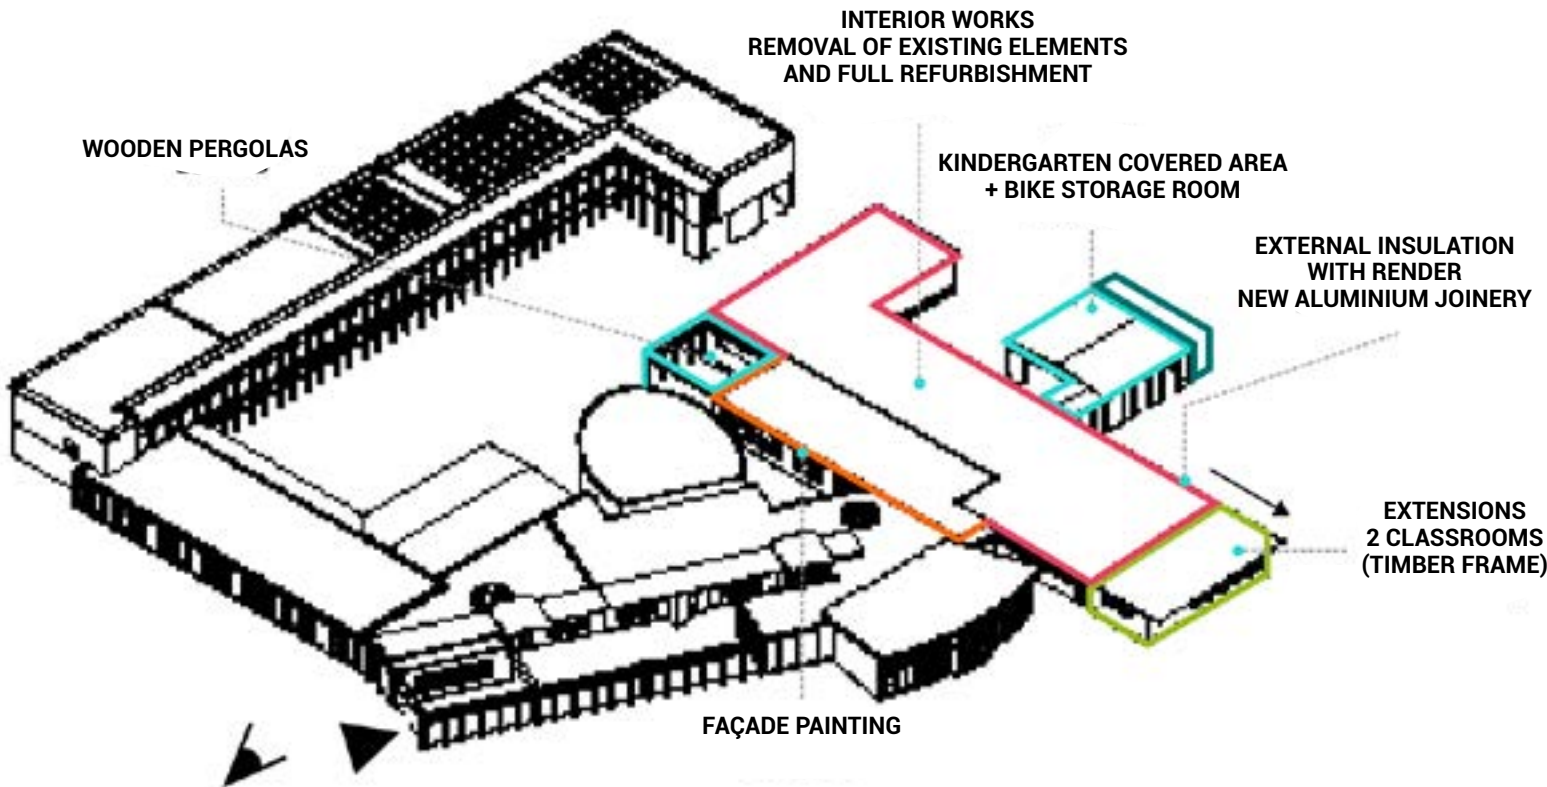 INTERIOR WORKS
REMOVAL OF EXISTING ELEMENTS
AND FULL REFURBISHMENT
WOODEN PERGOLAS
KINDERGARTEN COVERED AREA
+ BIKE STORAGE ROOM
EXTERNAL INSULATION
WITH RENDER
NEW ALUMINIUM JOINERY
EXTENSIONS
2 CLASSROOMS
(TIMBER FRAME)
FAÇADE PAINTING